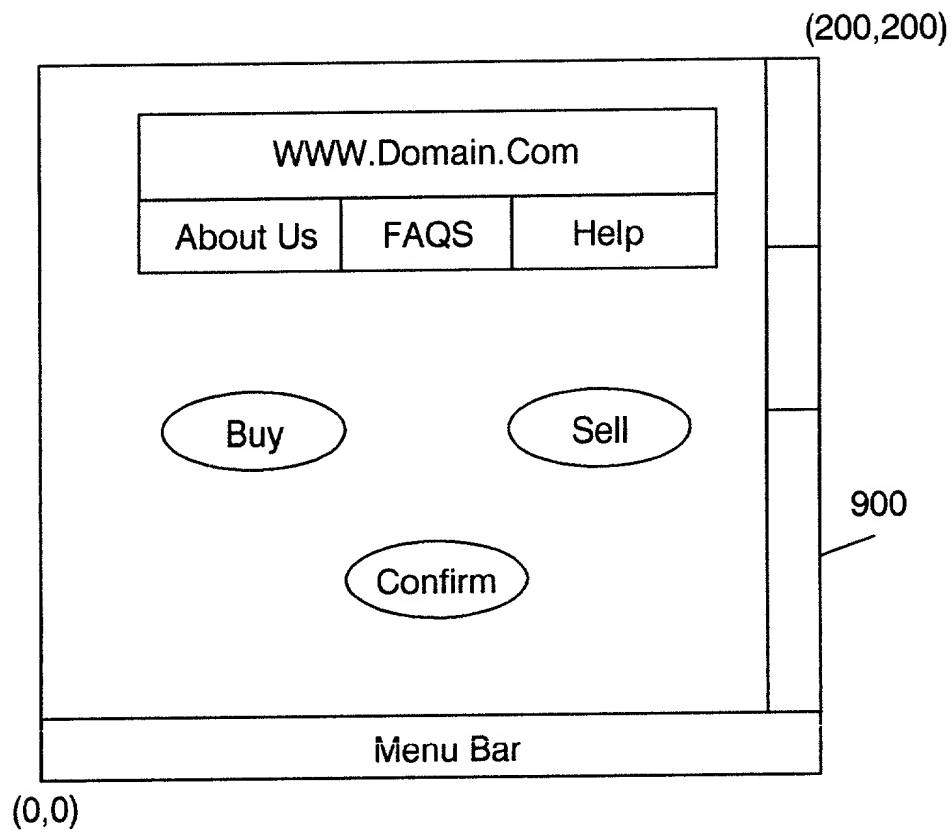 (200,200)
WWW.Domain.Com
About Us FAQS Help
Buy Sell
900
Confirm
Menu Bar
(0,0)